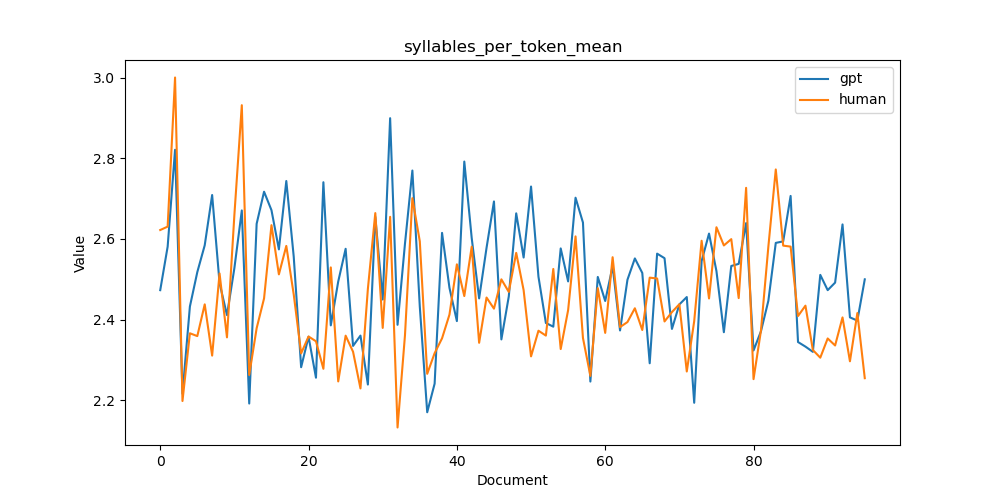 syllables_per_token_mean
gpt
human
3.0
2.8
2.6
2.4
2.2
Value
0
20
40
60
80
Document